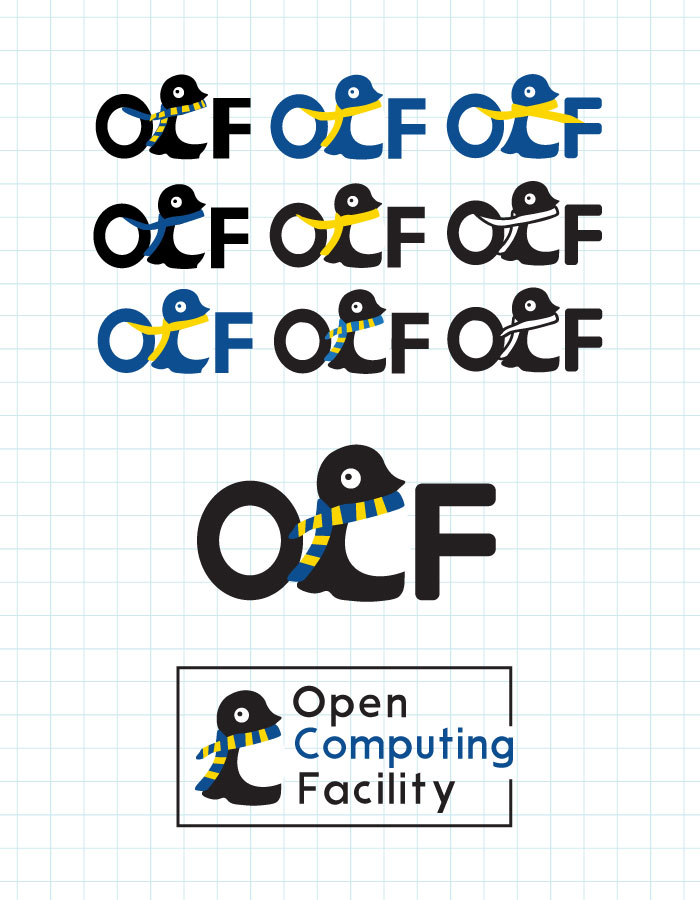 OCF OCF OCF
OCF OCF OCF
OCF OCF OCF
OCF
Open
Computing
Facility